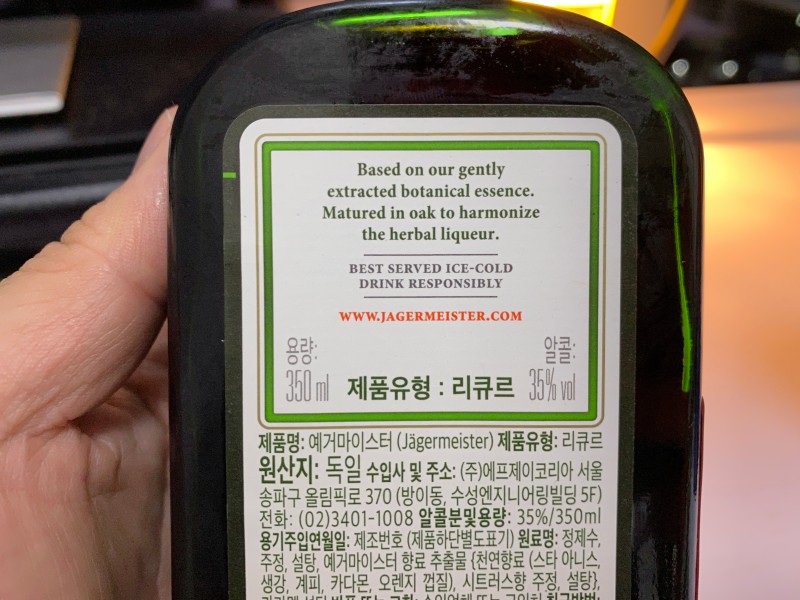 Based on our gently
extracted botanical essence.
Matured in oak to harmonize
the herbal liqueur.
BEST SERVED ICE-COLD
DRINK RESPONSIBLY
WWW.JAGERMEISTER.COM
용량: 알콜:
350 ml 제품유형 : 리큐르 35% vol
제품명: 예거마이스터 (Jägermeister) 제품유형: 리큐르
원산지: 독일 수입사 및 주소: (주)에프제이코리아 서울
송파구 올림픽로 370 (방이동, 수성엔지니어링빌딩 5F)
전화: (02)3401-1008 알콜분및용량: 35%/350ml
용기주입연월일: 제조번호 (제품하단별도표기) 원료명: 정제수,
주정, 설탕, 예거마이스터 향료 추출물 {천연향료 (스타 아니스,
생강, 계피, 카다몬, 오렌지 껍질), 시트러스향 주정, 설탕},